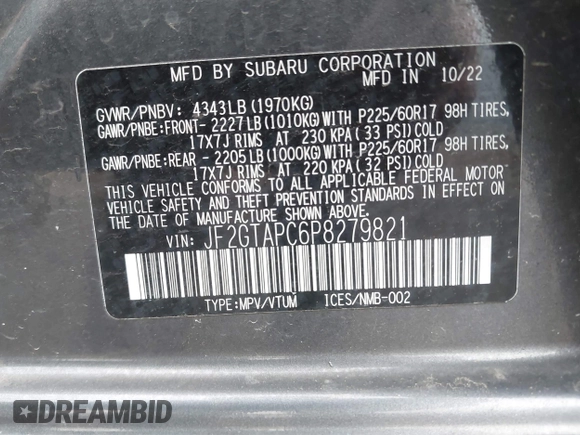 MFD BY SUBARU CORPORATION
MFD IN 10/22
GVWR/PNBV: 4343LB(1970KG)
GAWR/PNBE:FRONT-2227LB(1010KG)WITH P225/60R17 98H TIRES,
17X7J RIMS AT 230 KPA(33 PSI)COLD
GAWR/PNBE:REAR -2205LB(1000KG)WITH P225/60R17 98H TIRES,
17X7J RIMS AT 220 KPA(32 PSI)COLD
THIS VEHICLE CONFORMS TO ALL APPLICABLE FEDERAL MOTOR
VEHICLE SAFETY AND THEFT PREVENTION STANDARDS IN EFFECT ON
THE DATE OF MANUFACTURE SHOWN ABOVE.
VIN: JF2GTAPC6P8279821
TYPE:MPV/VTUM ICES/NMB-002
DREAMBID